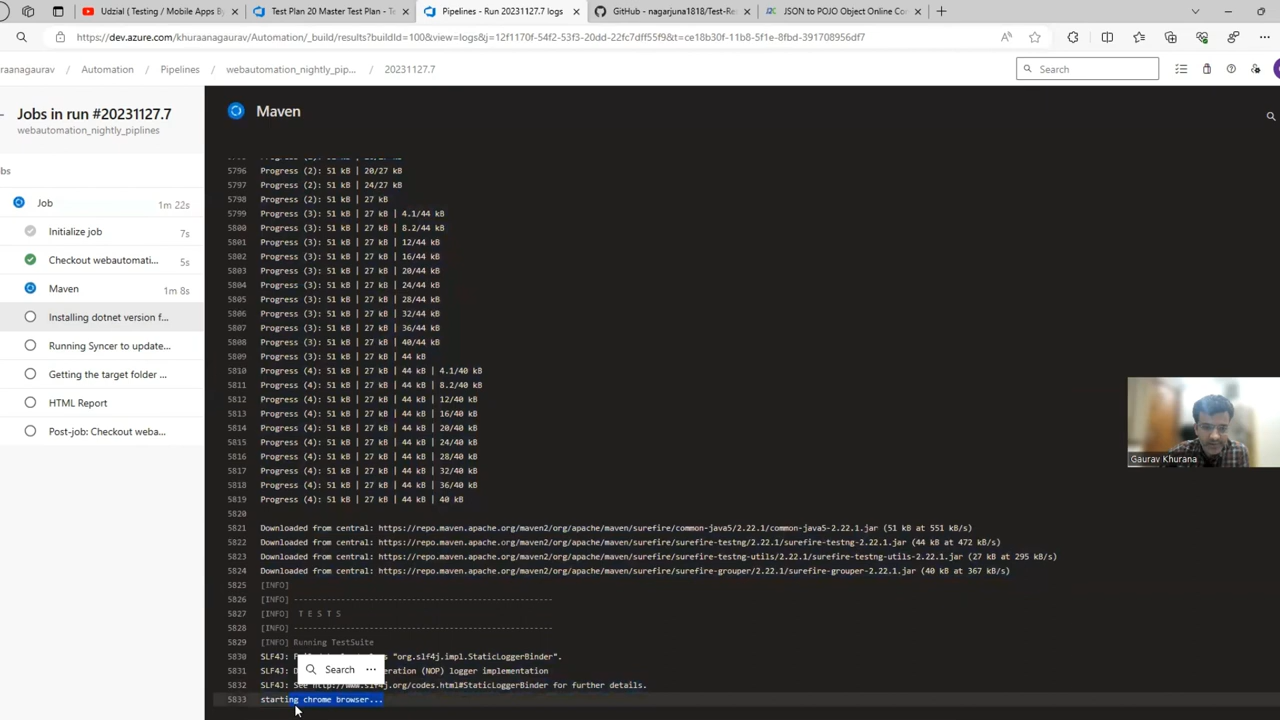 Udzial ( Testing / Mobile Apps By
Test Plan 20 Master Test Plan - Te
Pipelines - Run 20231127.7 logs
GitHub - nagarjuna1818/Test-Res
JSON to POJO Object Online Con
https://dev.azure.com/khuraanagaurav/Automation/_build/results?buildId=100&view=logs&j=12f1170f-54f2-53f3-20dd-22fc7dff55f9&t=ce18b30f-11b8-5f1e-8fbd-391708956df7
raanagaurav / Automation / Pipelines / webautomation_nightly_pip... / 20231127.7
Search
Jobs in run #20231127.7
webautomation_nightly_piplines
bs
Job 1m 22s
Initialize job 7s
Checkout webautomati... 5s
Maven 1m 8s
Installing dotnet version f...
Running Syncer to update...
Getting the target folder ...
HTML Report
Post-job: Checkout weba...
Maven
5796 Progress (2): 51 kB | 20/27 kB
5797 Progress (2): 51 kB | 24/27 kB
5798 Progress (2): 51 kB | 27 kB
5799 Progress (3): 51 kB | 27 kB | 4.1/44 kB
5800 Progress (3): 51 kB | 27 kB | 8.2/44 kB
5801 Progress (3): 51 kB | 27 kB | 12/44 kB
5802 Progress (3): 51 kB | 27 kB | 16/44 kB
5803 Progress (3): 51 kB | 27 kB | 20/44 kB
5804 Progress (3): 51 kB | 27 kB | 24/44 kB
5805 Progress (3): 51 kB | 27 kB | 28/44 kB
5806 Progress (3): 51 kB | 27 kB | 32/44 kB
5807 Progress (3): 51 kB | 27 kB | 36/44 kB
5808 Progress (3): 51 kB | 27 kB | 40/44 kB
5809 Progress (3): 51 kB | 27 kB | 44 kB
5810 Progress (4): 51 kB | 27 kB | 44 kB | 4.1/40 kB
5811 Progress (4): 51 kB | 27 kB | 44 kB | 8.2/40 kB
5812 Progress (4): 51 kB | 27 kB | 44 kB | 12/40 kB
5813 Progress (4): 51 kB | 27 kB | 44 kB | 16/40 kB
5814 Progress (4): 51 kB | 27 kB | 44 kB | 20/40 kB
5815 Progress (4): 51 kB | 27 kB | 44 kB | 24/40 kB
5816 Progress (4): 51 kB | 27 kB | 44 kB | 28/40 kB
5817 Progress (4): 51 kB | 27 kB | 44 kB | 32/40 kB
5818 Progress (4): 51 kB | 27 kB | 44 kB | 36/40 kB
5819 Progress (4): 51 kB | 27 kB | 44 kB | 40 kB
5820
5821 Downloaded from central: https://repo.maven.apache.org/maven2/org/apache/maven/surefire/common-java5/2.22.1/common-java5-2.22.1.jar (51 kB at 551 kB/s)
5822 Downloaded from central: https://repo.maven.apache.org/maven2/org/apache/maven/surefire/surefire-testng/2.22.1/surefire-testng-2.22.1.jar (44 kB at 472 kB/s)
5823 Downloaded from central: https://repo.maven.apache.org/maven2/org/apache/maven/surefire/surefire-testng-utils/2.22.1/surefire-testng-utils-2.22.1.jar (27 kB at 295 kB/s)
5824 Downloaded from central: https://repo.maven.apache.org/maven2/org/apache/maven/surefire/surefire-grouper/2.22.1/surefire-grouper-2.22.1.jar (40 kB at 367 kB/s)
5825 [INFO]
5826 [INFO] -------------------------------------------------------
5827 [INFO] T E S T S
5828 [INFO] -------------------------------------------------------
5829 [INFO] Running TestSuite
5830 SLF4J: "org.slf4j.impl.StaticLoggerBinder".
5831 SLF4J: (NOP) logger implementation
5832 SLF4J: See http://www.slf4j.org/codes.html#StaticLoggerBinder for further details.
5833 starting chrome browser...
Search ...
Gaurav Khurana